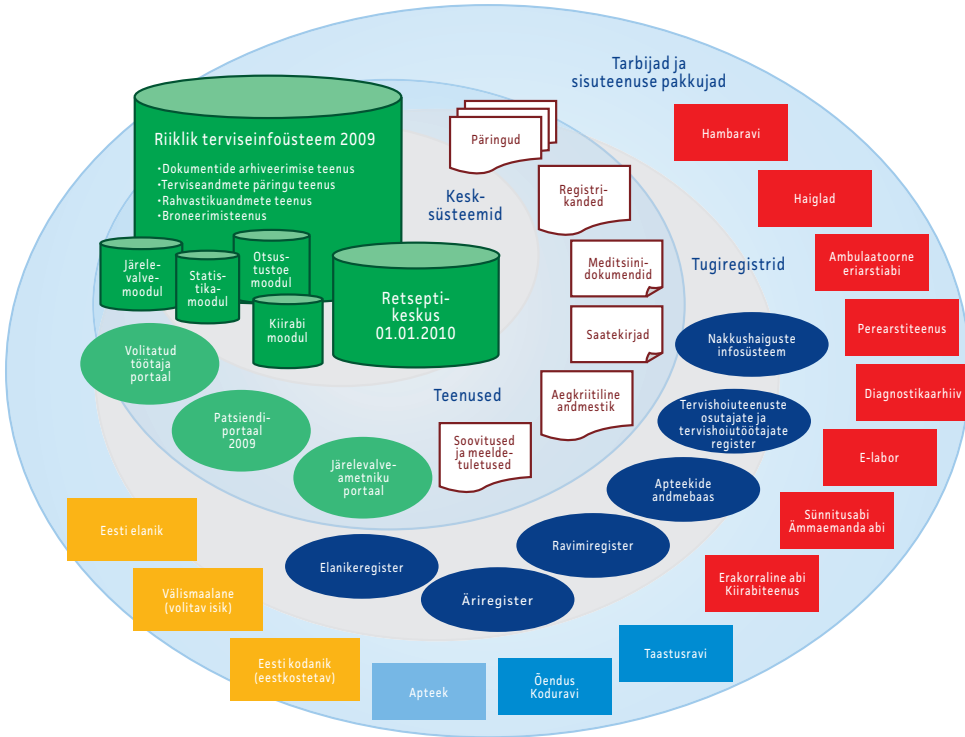 Tarbijad ja
sisuteenuse pakkujad
Riiklik terviseinfoüsteem 2009
•Dokumentide arhiveerimise teenus
•Terviseandmete päringu teenus
•Rahvastikuandmete teenus
•Broneerimisteenus
Järele-
valve-
moodul
Statis-
tika-
moodul
Otsus-
tustoe
moodul
Kiirabi
moodul
Retsepti-
keskus
01.01.2010
Kesk-
süsteemid
Päringud
Registri-
kanded
Meditsiini-
dokumendid
Saatekirjad
Aegkriitiline
andmestik
Soovitused
ja meelde-
tuletused
Teenused
Tugiregistrid
Volitatud
töötaja
portaal
Patsiendi-
portaal
2009
Järelevalve-
ametniku
portaal
Nakkushaiguste
infosüsteem
Tervishoiuteenuste
osutajate ja
tervishoiutöötajate
register
Apteekide
andmebaas
Ravimiregister
Äriregister
Elanikeregister
Hambaravi
Haiglad
Ambulaatoorne
eriarstiabi
Perearstiteenus
Diagnostikaarhiiv
E-labor
Sünnitusabi
Ämmaemanda abi
Erakorraline abi
Kiirabiteenus
Taastusravi
Õendus
Koduravi
Apteek
Eesti elanik
Välismaalane
(volitav isik)
Eesti kodanik
(eestkostetav)